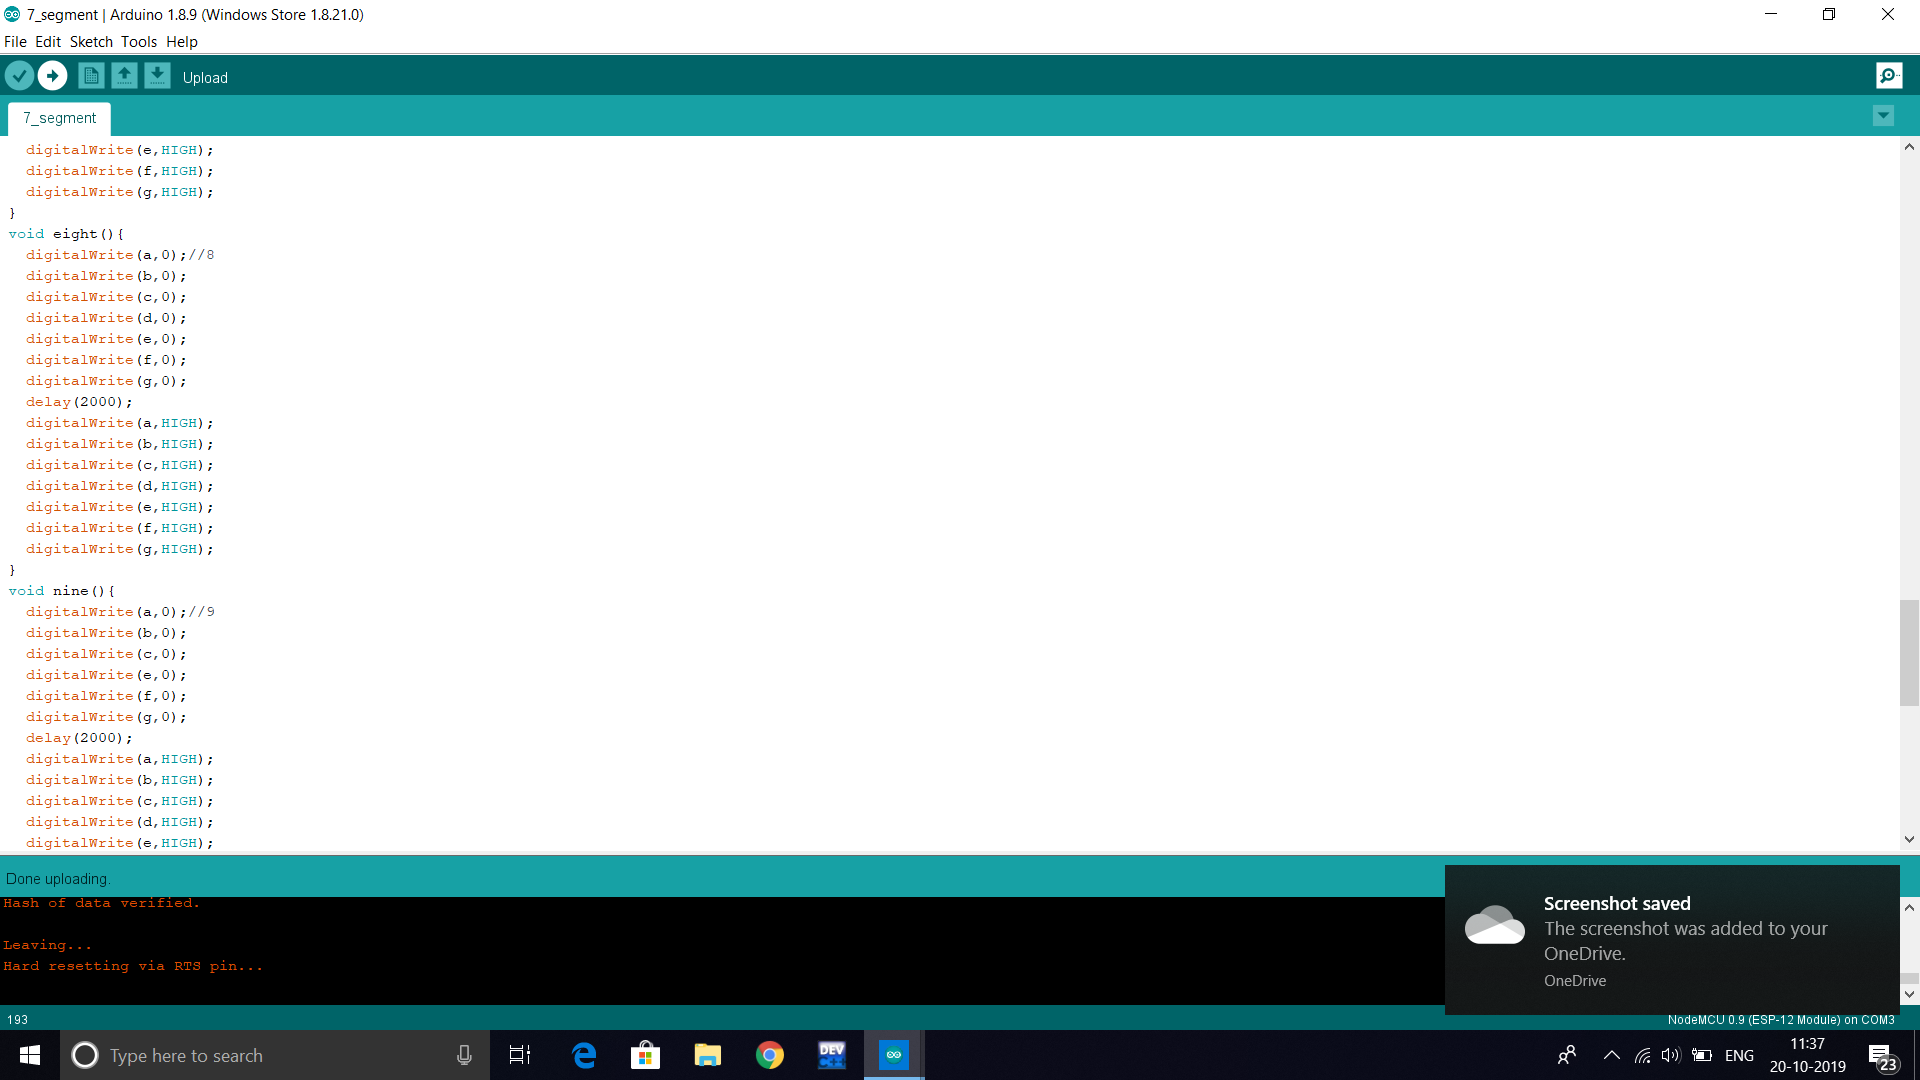 7_segment | Arduino 1.8.9 (Windows Store 1.8.21.0)
File Edit Sketch Tools Help
Upload
7_segment
digitalWrite(e,HIGH);
digitalWrite(f,HIGH);
digitalWrite(g,HIGH);
}
void eight(){
digitalWrite(a,0);//8
digitalWrite(b,0);
digitalWrite(c,0);
digitalWrite(d,0);
digitalWrite(e,0);
digitalWrite(f,0);
digitalWrite(g,0);
delay(2000);
digitalWrite(a,HIGH);
digitalWrite(b,HIGH);
digitalWrite(c,HIGH);
digitalWrite(d,HIGH);
digitalWrite(e,HIGH);
digitalWrite(f,HIGH);
digitalWrite(g,HIGH);
}
void nine(){
digitalWrite(a,0);//9
digitalWrite(b,0);
digitalWrite(c,0);
digitalWrite(e,0);
digitalWrite(f,0);
digitalWrite(g,0);
delay(2000);
digitalWrite(a,HIGH);
digitalWrite(b,HIGH);
digitalWrite(c,HIGH);
digitalWrite(d,HIGH);
digitalWrite(e,HIGH);
Done uploading.
Hash of data verified.
Leaving...
Hard resetting via RTS pin...
Screenshot saved
The screenshot was added to your
OneDrive.
OneDrive
193
NodeMCU 0.9 (ESP-12 Module) on COM3
Type here to search
DEV
C++
ENG
11:37
20-10-2019
23